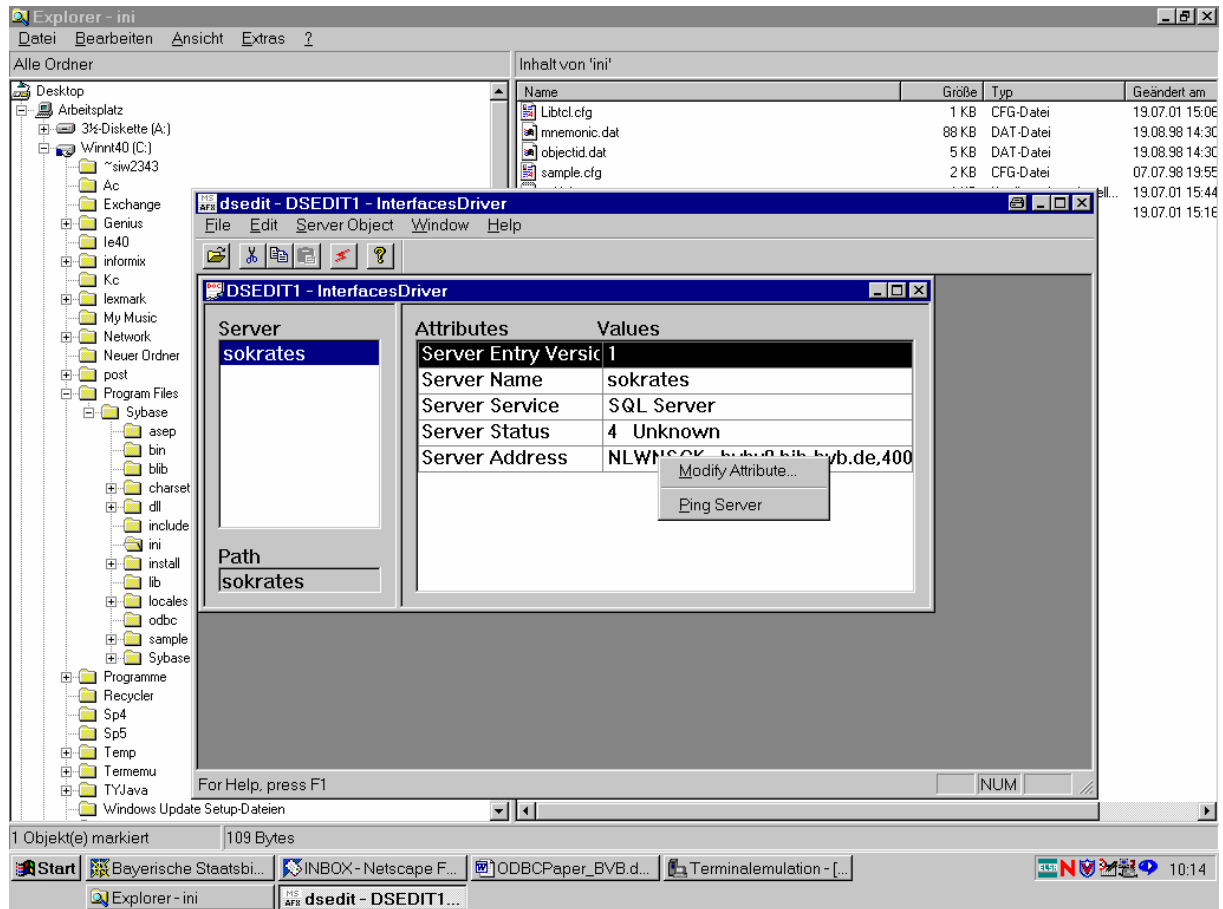 Explorer - ini
Datei Bearbeiten Ansicht Extras ?
Alle Ordner
Inhalt von 'ini'
Desktop
Arbeitsplatz
3½-Diskette (A:)
Winnt40 (C:)
~siw2343
Ac
Exchange
Genius
Ie40
informix
Kc
lexmark
My Music
Network
Neuer Ordner
post
Program Files
Sybase
asep
bin
blib
charset
dll
include
ini
install
lib
locales
odbc
sample
Sybase
Programme
Recycler
Sp4
Sp5
Temp
Termemu
TYJava
Windows Update Setup-Dateien
Name Größe Typ Geändert am
Libtcl.cfg 1 KB CFG-Datei 19.07.01 15:06
mnemonic.dat 88 KB DAT-Datei 19.08.98 14:30
objectid.dat 5 KB DAT-Datei 19.08.98 14:30
sample.cfg 2 KB CFG-Datei 07.07.98 19:55
ell... 19.07.01 15:44
19.07.01 15:16
dsedit - DSEDIT1 - InterfacesDriver
File Edit Server Object Window Help
DSEDIT1 - InterfacesDriver
Server
sokrates
Path
sokrates
Attributes Values
Server Entry Versic 1
Server Name sokrates
Server Service SQL Server
Server Status 4 Unknown
Server Address ,400
Modify Attribute...
Ping Server
For Help, press F1
NUM
1 Objekt(e) markiert 109 Bytes
Start Bayerische Staatsbi... INBOX - Netscape F... ODBCPaper_BVB.d... Terminalemulation - [... 10:14
Explorer - ini dsedit - DSEDIT1...